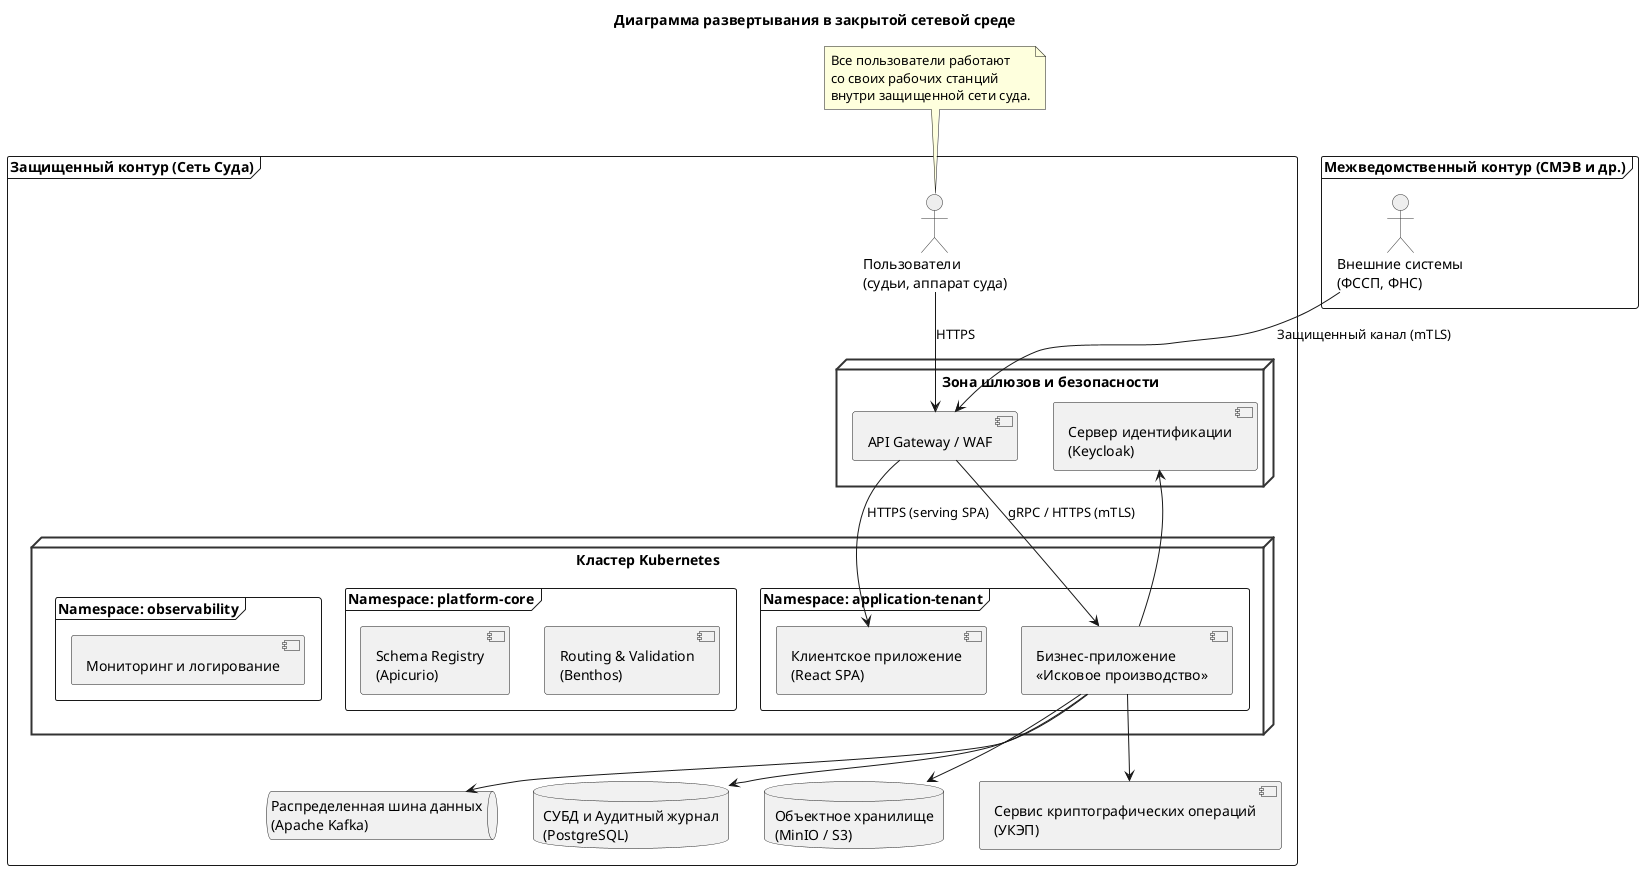 Диаграмма развертывания в закрытой сетевой среде
Все пользователи работают
со своих рабочих станций
внутри защищенной сети суда.
Защищенный контур (Сеть Суда)
Межведомственный контур (СМЭВ и др.)
Пользователи
(судьи, аппарат суда)
Внешние системы
(ФССП, ФНС)
HTTPS
Защищенный канал (mTLS)
Зона шлюзов и безопасности
API Gateway / WAF
Сервер идентификации
(Keycloak)
HTTPS (serving SPA)
gRPC / HTTPS (mTLS)
Кластер Kubernetes
Namespace: observability
Мониторинг и логирование
Namespace: platform-core
Schema Registry
(Apicurio)
Routing & Validation
(Benthos)
Namespace: application-tenant
Клиентское приложение
(React SPA)
Бизнес-приложение
«Исковое производство»
Распределенная шина данных
(Apache Kafka)
СУБД и Аудитный журнал
(PostgreSQL)
Объектное хранилище
(MinIO / S3)
Сервис криптографических операций
(УКЭП)